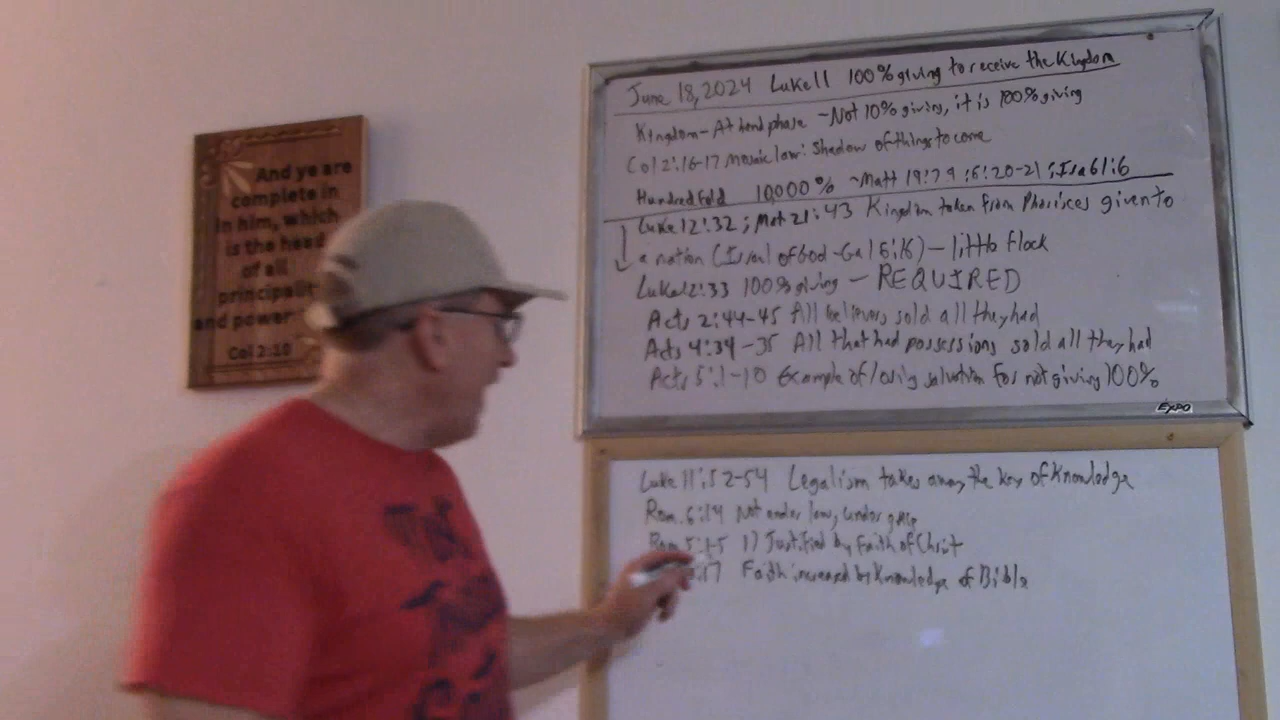 And ye are
complete in
him, which
is the head
of all
principality
and power
Col 2:10
June 18, 2024 Luke 11 100% giving to receive the Kingdom
Kingdom - At hand phase ~ Not 10% giving, it is 100% giving
Col 2:16-17 Mosaic law: Shadow of things to come
Hundredfold 10,000% ~ Matt 19:29; 6:20-21; Isa 61:6
Luke 12:32; Mat 21:43 Kingdom taken from Pharisees given to
a nation (Israel of God - Gal 6:16) - little flock
Luke 12:33 100% giving - REQUIRED
Acts 2:44-45 All believers sold all they had
Acts 4:34-35 All that had possessions sold all they had
Acts 5:1-10 Example of losing salvation for not giving 100%
EXPO
Luke 11:52-54 Legalism takes away the key of Knowledge
Rom. 6:14 Not under law, under grace
Rom 5:1-5 1) Justified by Faith of Christ
:17 Faith increased by Knowledge of Bible